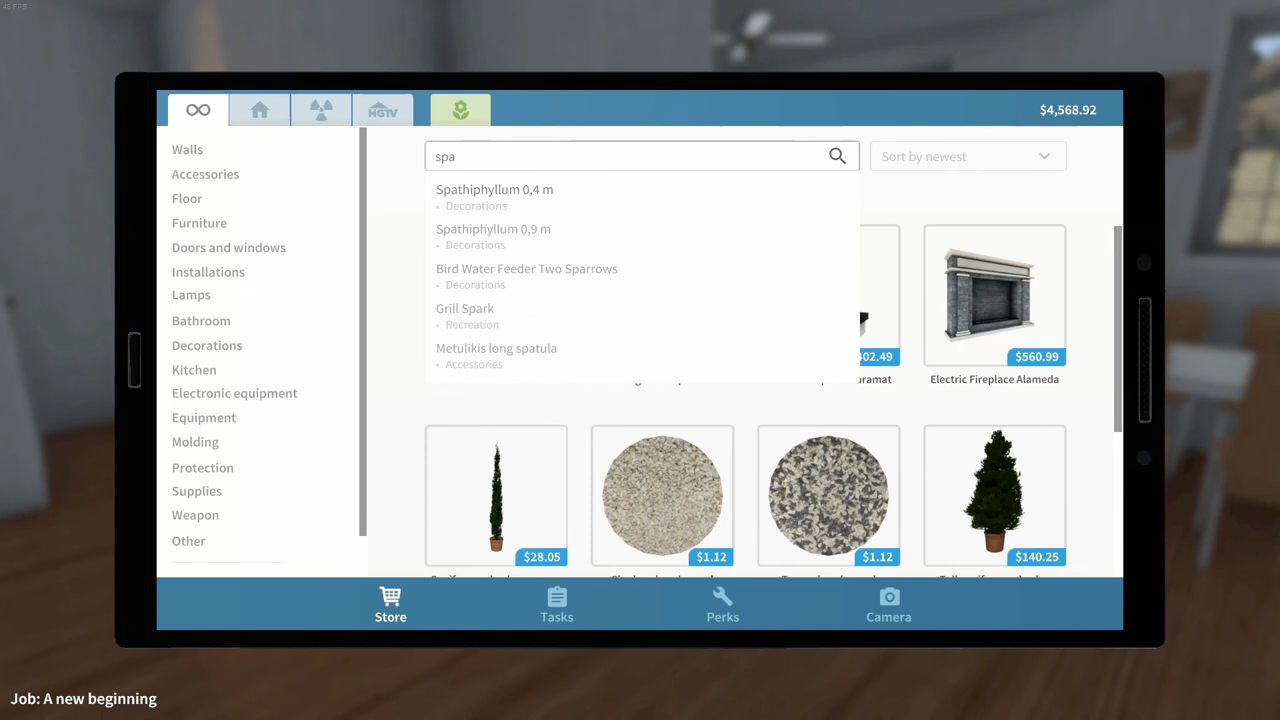 46 FPS
HGTV
$4,568.92
Walls
Accessories
Floor
Furniture
Doors and windows
Installations
Lamps
Bathroom
Decorations
Kitchen
Electronic equipment
Equipment
Molding
Protection
Supplies
Weapon
Other
spa
Sort by newest
Spathiphyllum 0,4 m
• Decorations
Spathiphyllum 0,9 m
• Decorations
Bird Water Feeder Two Sparrows
• Decorations
Grill Spark
• Recreation
Metulikis long spatula
• Accessories
$560.99
Electric Fireplace Alameda
$28.05
$1.12
$1.12
$140.25
Store
Tasks
Perks
Camera
Job: A new beginning